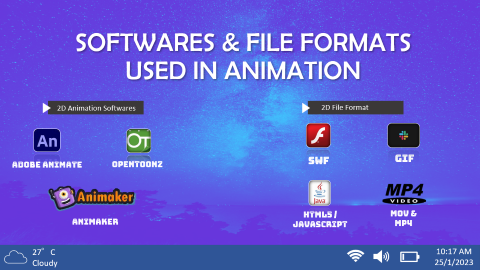 SOFTWARES & FILE FORMATS
USED IN ANIMATION
2D Animation Softwares
An
ADOBE ANIMATE
OT
OPENTOONZ
Animaker
ANIMAKER
2D File Format
SWF
GIF
Java
HTML5 /
JAVASCRIPT
MP4
VIDEO
MOV &
MP4
27° C
Cloudy
10:17 AM
25/1/2023